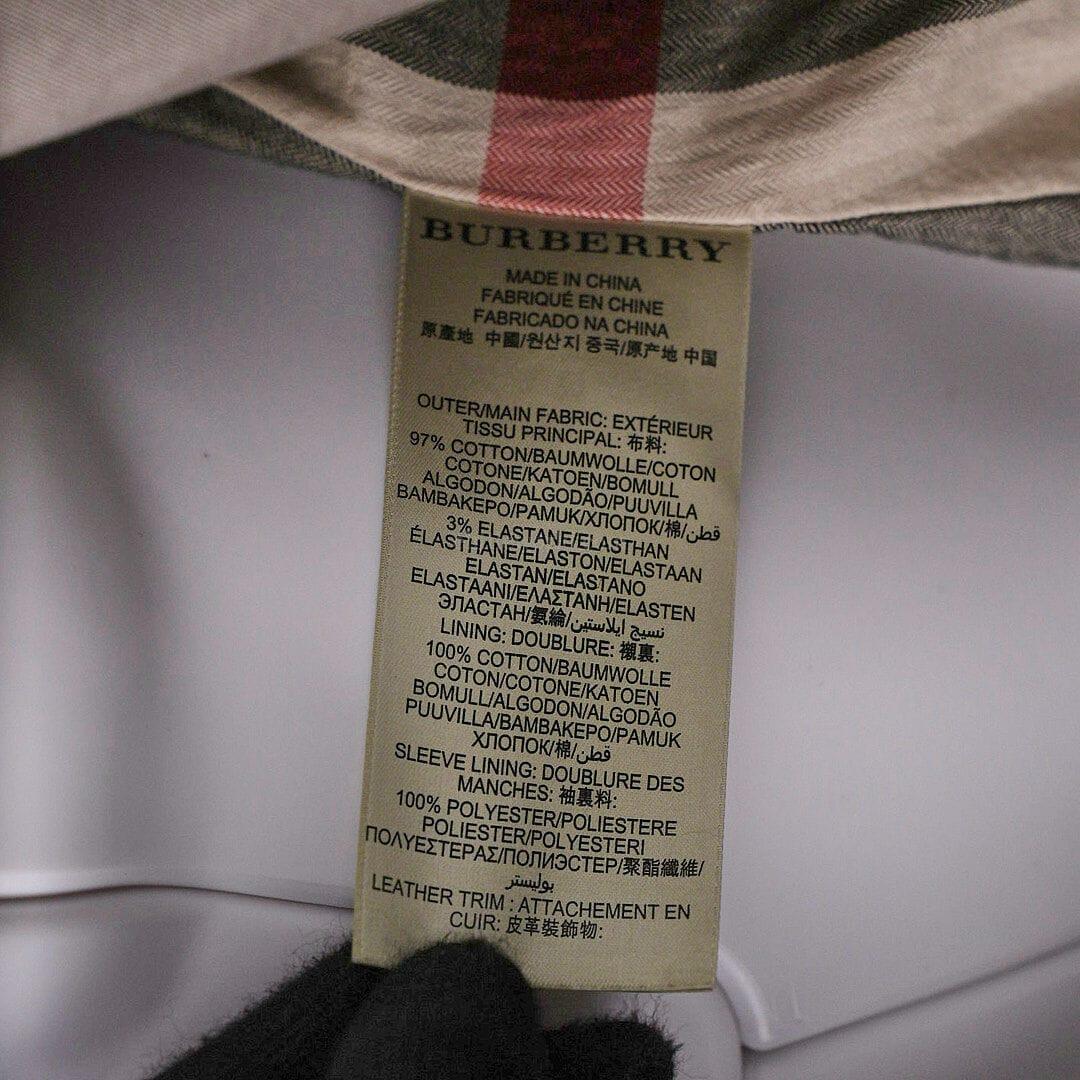 BURBERRY
MADE IN CHINA
FABRIQUÉ EN CHINE
FABRICADO NA CHINA
原產地 中國/원산지 중국/原产地 中国
OUTER/MAIN FABRIC: EXTÉRIEUR
TISSU PRINCIPAL: 布料:
97% COTTON/BAUMWOLLE/COTON
COTONE/KATOEN/BOMULL
ALGODON/ALGODÃO/PUUVILLA
BAMBAKEPO/PAMUK/ХЛОПОК/棉/قطن
3% ELASTANE/ELASTHAN
ÉLASTHANE/ELASTON/ELASTAAN
ELASTAN/ELASTANO
ELASTAANI/ΕΛΑΣΤΑΝΗ/ELASTEN
ЭЛАСТАН/氨綸/نسيج ايلاستين
LINING: DOUBLURE: 襯裏:
100% COTTON/BAUMWOLLE
COTON/COTONE/KATOEN
BOMULL/ALGODON/ALGODÃO
PUUVILLA/BAMBAKEPO/PAMUK
ХЛОПОК/棉/قطن
SLEEVE LINING: DOUBLURE DES
MANCHES: 袖裏料:
100% POLYESTER/POLIESTERE
POLIESTER/POLYESTERI
ΠΟΛΥΕΣΤΕΡΑΣ/ПОЛИЭСТЕР/聚酯纖維/
بوليستر
LEATHER TRIM : ATTACHEMENT EN
CUIR: 皮革裝飾物: